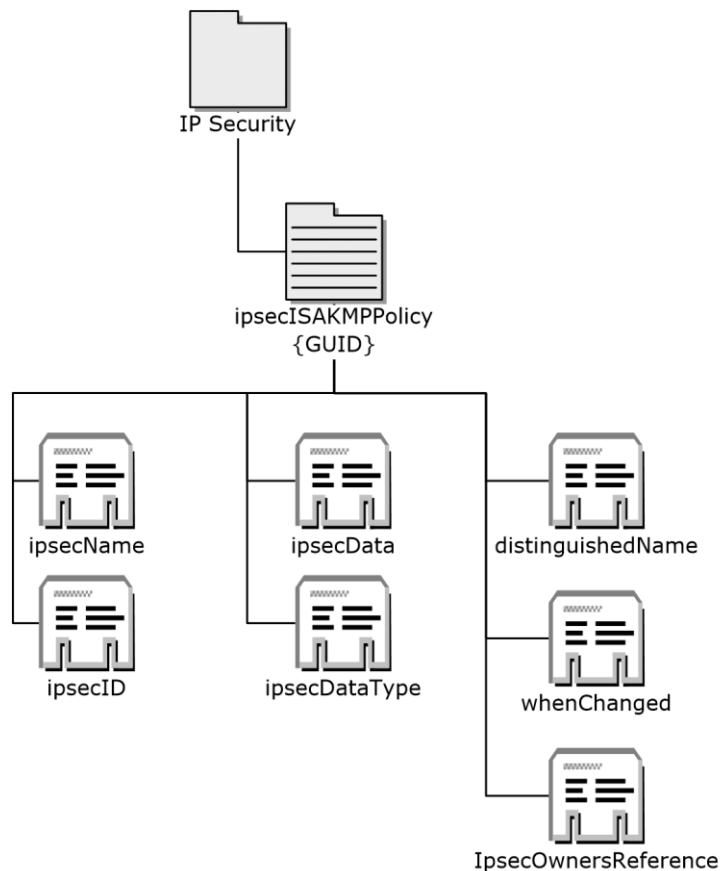 IP Security
ipsecISAKMPPolicy
{GUID}
ipsecName
ipsecData
distinguishedName
ipsecID
ipsecDataType
whenChanged
IpsecOwnersReference